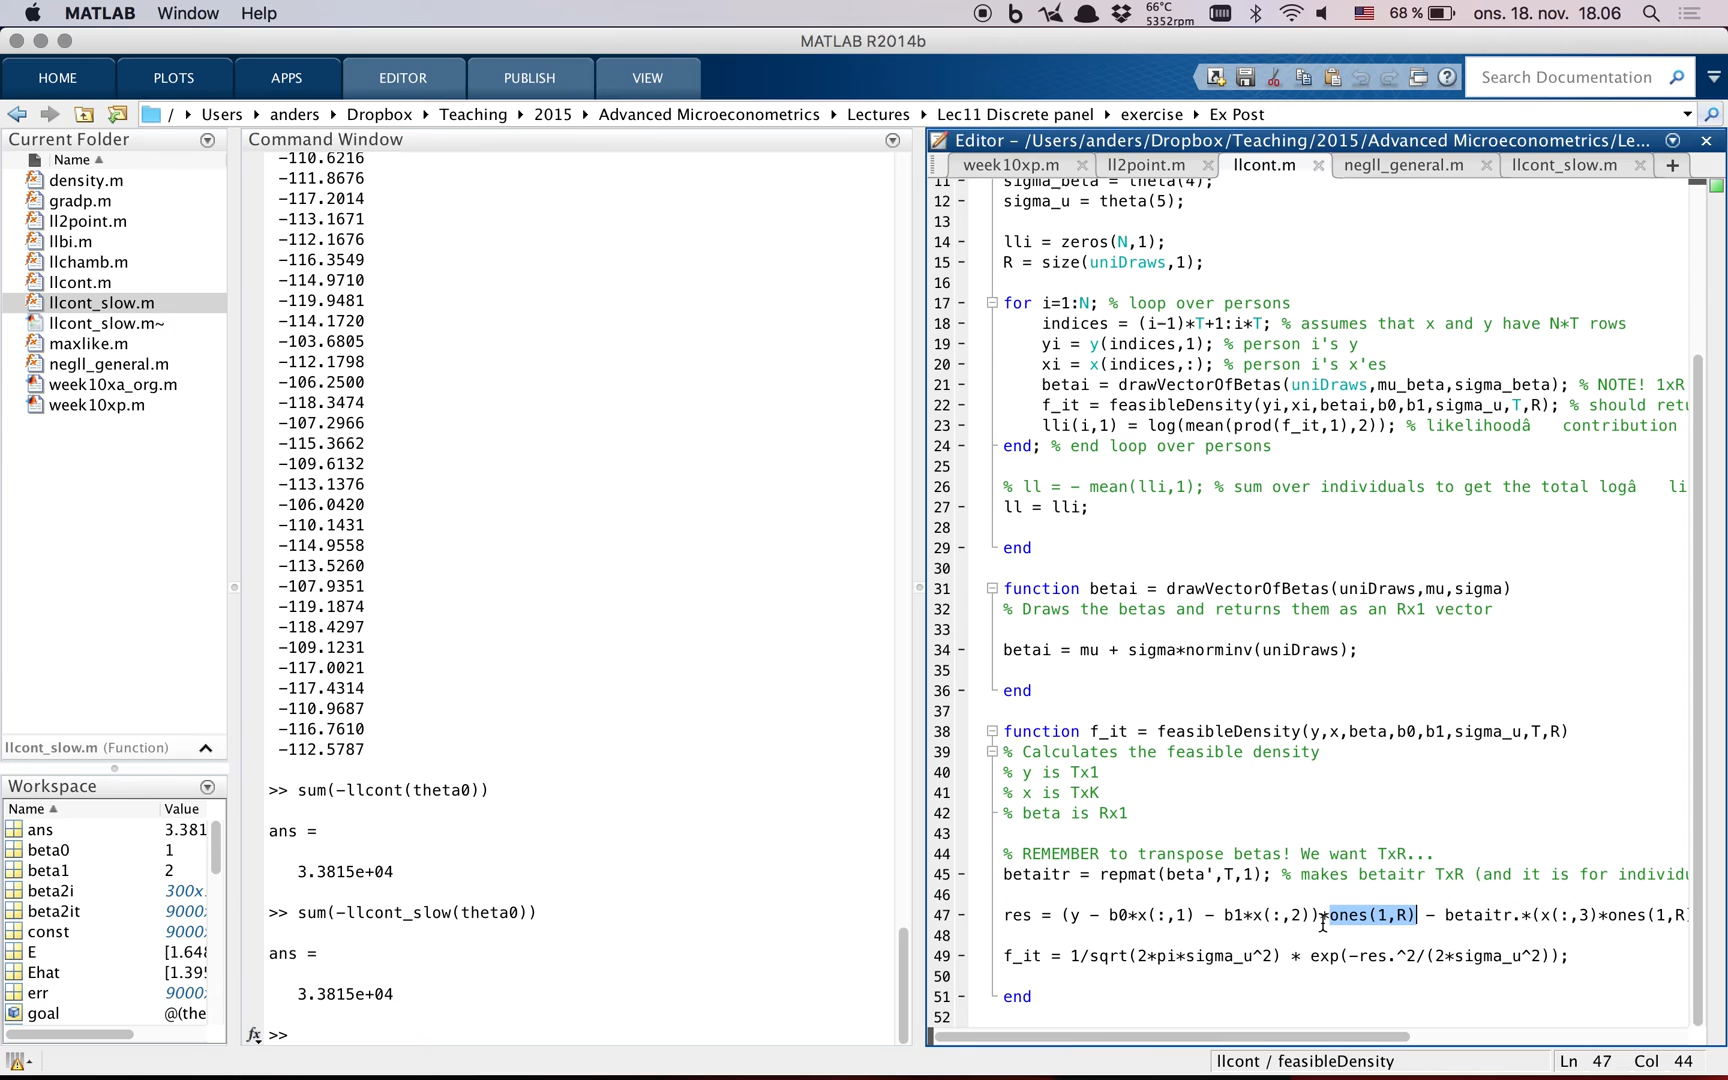 MATLAB Window Help 66°C 5352rpm 68 % ons. 18. nov. 18.06
MATLAB R2014b
HOME PLOTS APPS EDITOR PUBLISH VIEW Search Documentation
/ Users anders Dropbox Teaching 2015 Advanced Microeconometrics Lectures Lec11 Discrete panel exercise Ex Post
Current Folder
Name
density.m
gradp.m
ll2point.m
llbi.m
llchamb.m
llcont.m
llcont_slow.m
llcont_slow.m~
maxlike.m
negll_general.m
week10xa_org.m
week10xp.m
llcont_slow.m (Function)
Workspace
Name Value
ans 3.381
beta0 1
beta1 2
beta2i 300x
beta2it 9000
const 9000
E [1.648
Ehat [1.395
err 9000
goal @(the
Command Window
-110.6216
-111.8676
-117.2014
-113.1671
-112.1676
-116.3549
-114.9710
-119.9481
-114.1720
-103.6805
-112.1798
-106.2500
-118.3474
-107.2966
-115.3662
-109.6132
-113.1376
-106.0420
-110.1431
-114.9558
-113.5260
-107.9351
-119.1874
-118.4297
-109.1231
-117.0021
-117.4314
-110.9687
-116.7610
-112.5787
>> sum(-llcont(theta0))
ans =
3.3815e+04
>> sum(-llcont_slow(theta0))
ans =
3.3815e+04
fx >>
Editor - /Users/anders/Dropbox/Teaching/2015/Advanced Microeconometrics/Le...
week10xp.m ll2point.m llcont.m negll_general.m llcont_slow.m +
11 sigma_beta = theta(4);
12 sigma_u = theta(5);
13
14 lli = zeros(N,1);
15 R = size(uniDraws,1);
16
17 for i=1:N; % loop over persons
18 indices = (i-1)*T+1:i*T; % assumes that x and y have N*T rows
19 yi = y(indices,1); % person i's y
20 xi = x(indices,:); % person i's x'es
21 betai = drawVectorOfBetas(uniDraws,mu_beta,sigma_beta); % NOTE! 1xR
22 f_it = feasibleDensity(yi,xi,betai,b0,b1,sigma_u,T,R); % should retu
23 lli(i,1) = log(mean(prod(f_it,1),2)); % likelihoodâ contribution
24 end; % end loop over persons
25
26 % ll = - mean(lli,1); % sum over individuals to get the total logâ li
27 ll = lli;
28
29 end
30
31 function betai = drawVectorOfBetas(uniDraws,mu,sigma)
32 % Draws the betas and returns them as an Rx1 vector
33
34 betai = mu + sigma*norminv(uniDraws);
35
36 end
37
38 function f_it = feasibleDensity(y,x,beta,b0,b1,sigma_u,T,R)
39 % Calculates the feasible density
40 % y is Tx1
41 % x is TxK
42 % beta is Rx1
43
44 % REMEMBER to transpose betas! We want TxR...
45 betaitr = repmat(beta',T,1); % makes betaitr TxR (and it is for individu
46
47 res = (y - b0*x(:,1) - b1*x(:,2))*ones(1,R) - betaitr.*(x(:,3)*ones(1,R
48
49 f_it = 1/sqrt(2*pi*sigma_u^2) * exp(-res.^2/(2*sigma_u^2));
50
51 end
52
llcont / feasibleDensity Ln 47 Col 44